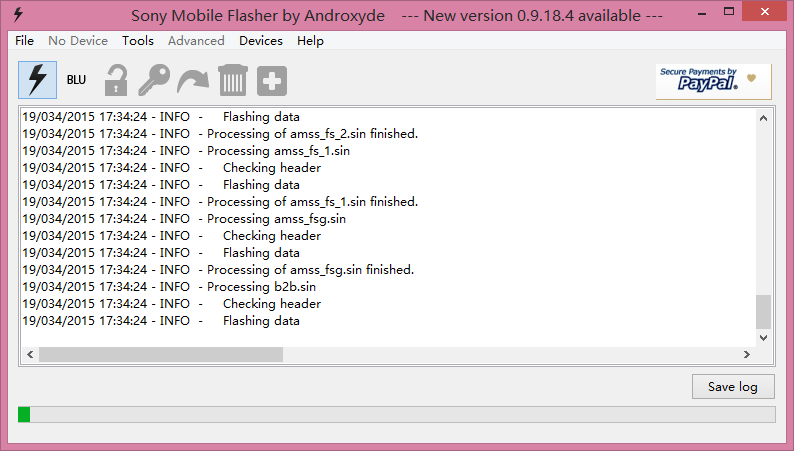 Sony Mobile Flasher by Androxyde --- New version 0.9.18.4 available ---
File No Device Tools Advanced Devices Help
BLU
Secure Payments by
PayPal®
19/034/2015 17:34:24 - INFO - Flashing data
19/034/2015 17:34:24 - INFO - Processing of amss_fs_2.sin finished.
19/034/2015 17:34:24 - INFO - Processing amss_fs_1.sin
19/034/2015 17:34:24 - INFO - Checking header
19/034/2015 17:34:24 - INFO - Flashing data
19/034/2015 17:34:24 - INFO - Processing of amss_fs_1.sin finished.
19/034/2015 17:34:24 - INFO - Processing amss_fsg.sin
19/034/2015 17:34:24 - INFO - Checking header
19/034/2015 17:34:24 - INFO - Flashing data
19/034/2015 17:34:24 - INFO - Processing of amss_fsg.sin finished.
19/034/2015 17:34:24 - INFO - Processing b2b.sin
19/034/2015 17:34:24 - INFO - Checking header
19/034/2015 17:34:24 - INFO - Flashing data
Save log